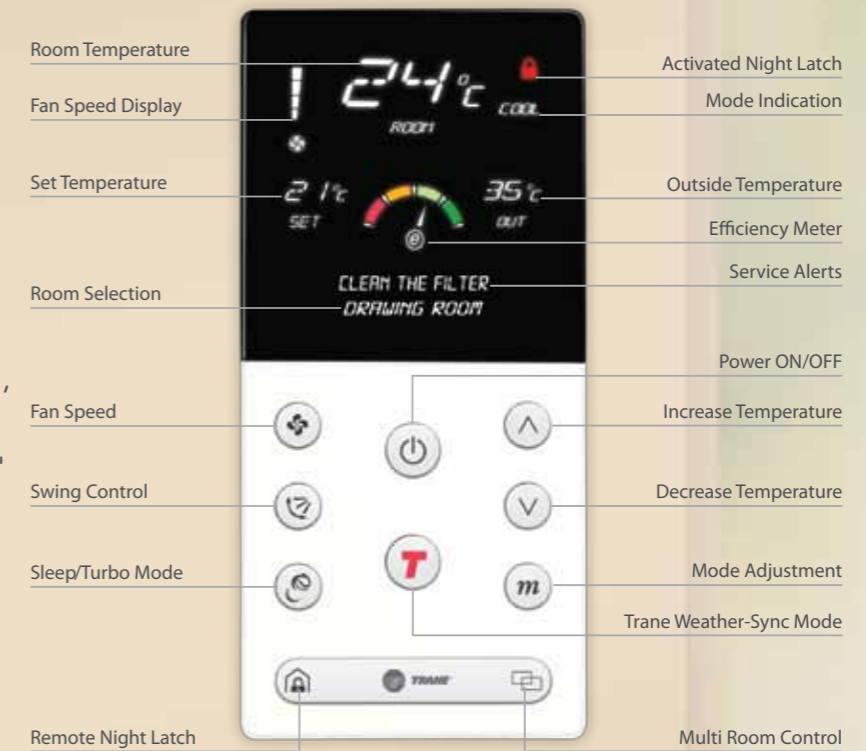 Room Temperature
Fan Speed Display
Set Temperature
Room Selection
Fan Speed
Swing Control
Sleep/Turbo Mode
Remote Night Latch
24°C
ROOM
COOL
21°C
SET
35°C
OUT
e
CLEAN THE FILTER
DRAWING ROOM
T
m
TRANE
Activated Night Latch
Mode Indication
Outside Temperature
Efficiency Meter
Service Alerts
Power ON/OFF
Increase Temperature
Decrease Temperature
Mode Adjustment
Trane Weather-Sync Mode
Multi Room Control